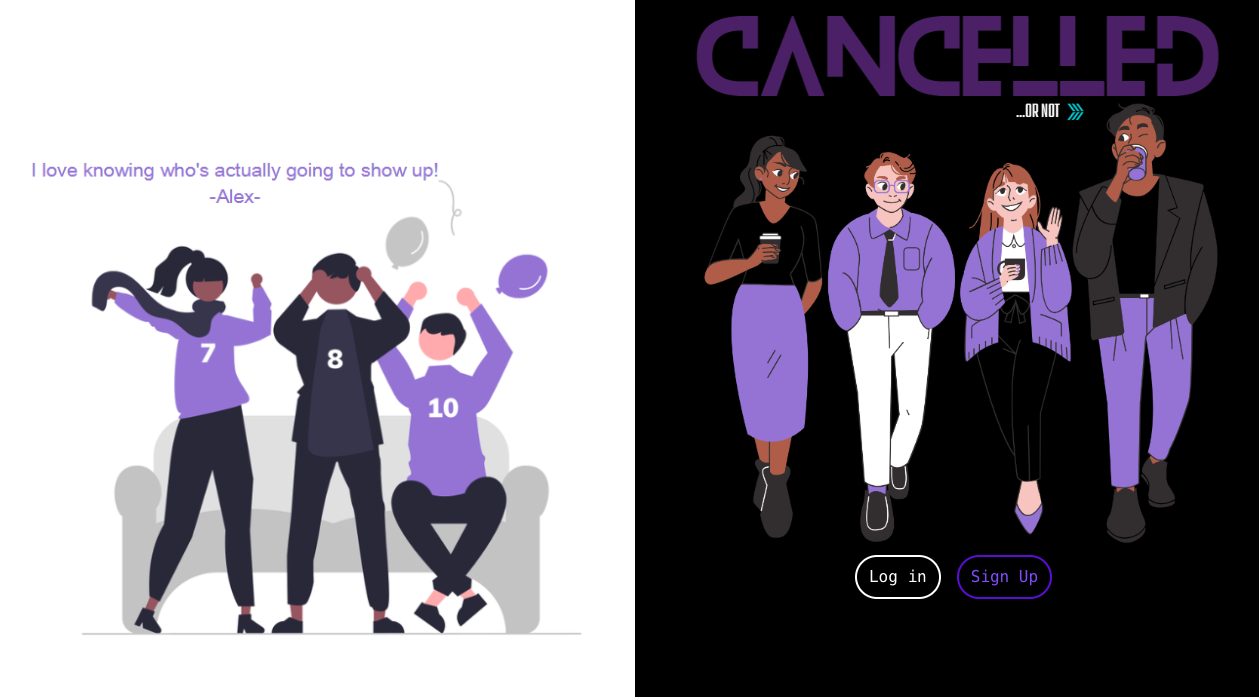 I love knowing who's actually going to show up!
-Alex-
7
8
10
CANCELLED
...OR NOT
Log in
Sign Up